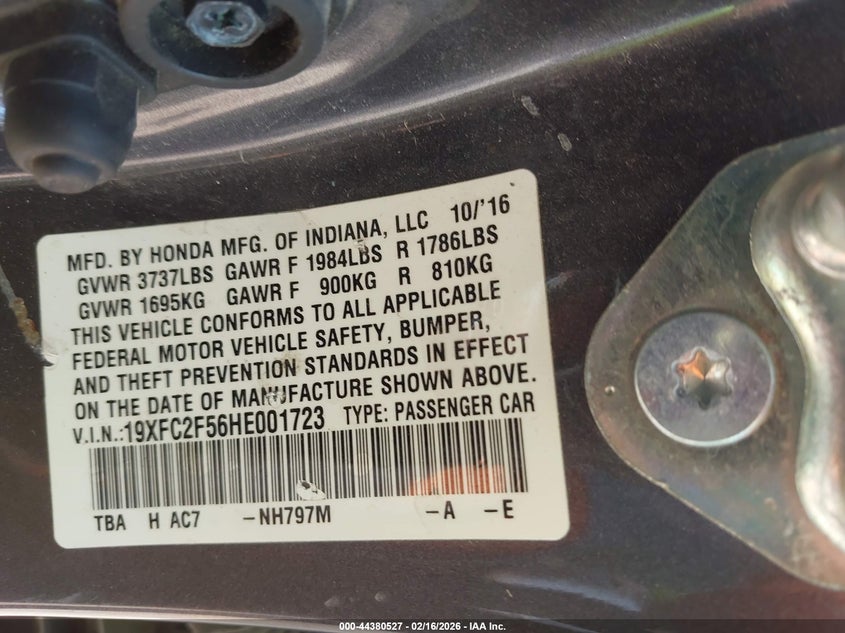 MFD. BY HONDA MFG. OF INDIANA, LLC 10/'16
GVWR 3737LBS GAWR F 1984LBS R 1786LBS
GVWR 1695KG GAWR F 900KG R 810KG
THIS VEHICLE CONFORMS TO ALL APPLICABLE
FEDERAL MOTOR VEHICLE SAFETY, BUMPER,
AND THEFT PREVENTION STANDARDS IN EFFECT
ON THE DATE OF MANUFACTURE SHOWN ABOVE.
V.I.N.:19XFC2F56HE001723 TYPE: PASSENGER CAR
TBA H AC7 -NH797M -A -E
000-44380527 - 02/16/2026 - IAA Inc.